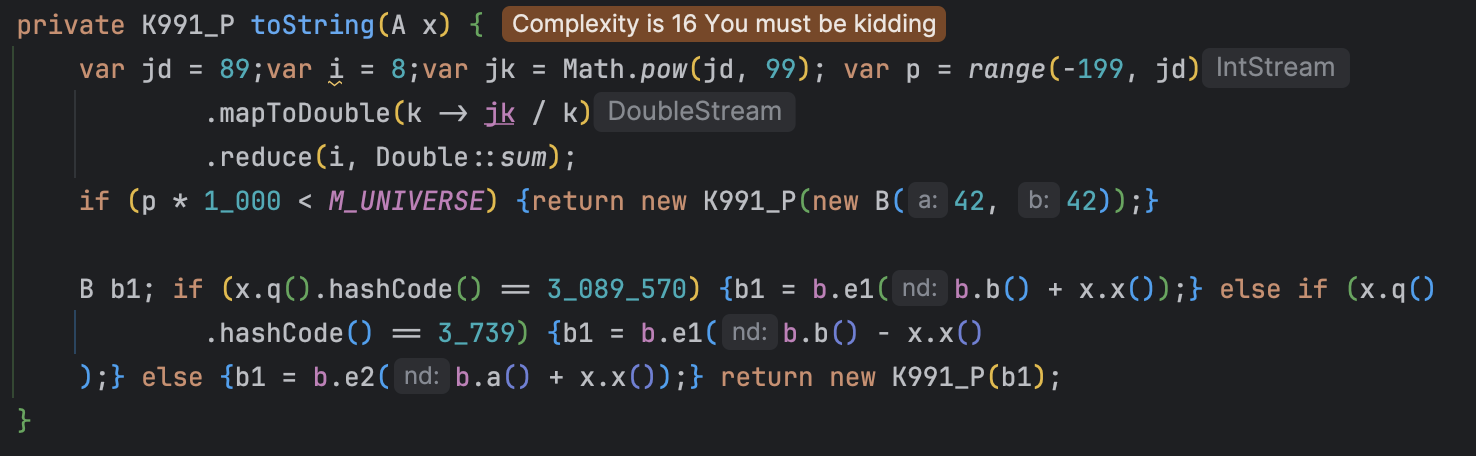 private K991_P toString(A x) { Complexity is 16 You must be kidding
var jd = 89;var i = 8;var jk = Math.pow(jd, 99); var p = range(-199, jd) IntStream
.mapToDouble(k -> jk / k) DoubleStream
.reduce(i, Double::sum);
if (p * 1_000 < M_UNIVERSE) {return new K991_P(new B( a: 42, b: 42));}
B b1; if (x.q().hashCode() == 3_089_570) {b1 = b.e1( nd: b.b() + x.x());} else if (x.q()
.hashCode() == 3_739) {b1 = b.e1( nd: b.b() - x.x()
);} else {b1 = b.e2( nd: b.a() + x.x());} return new K991_P(b1);
}